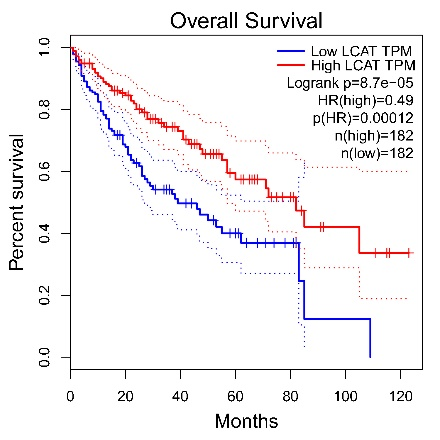 Overall Survival
Low LCAT TPM
High LCAT TPM
Logrank p=8.7e−05
HR(high)=0.49
p(HR)=0.00012
n(high)=182
n(low)=182
Percent survival
1.0
0.8
0.6
0.4
0.2
0.0
0 20 40 60 80 100 120
Months